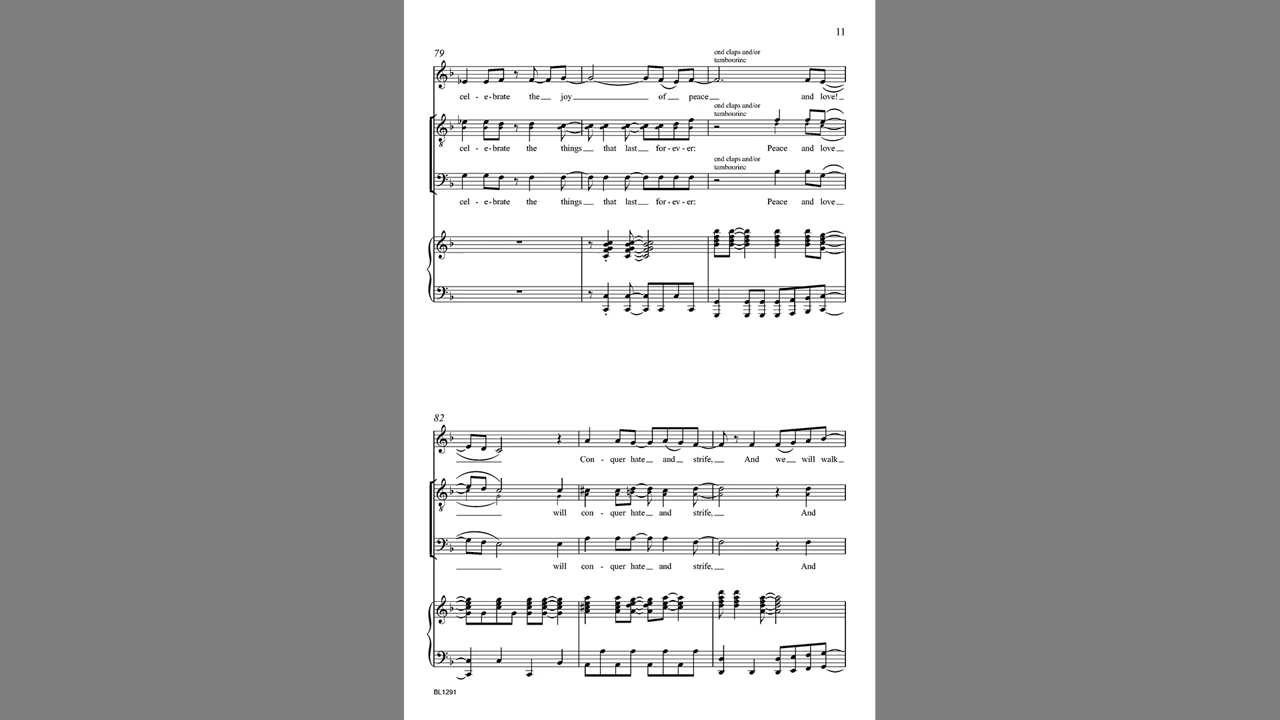 11
79
end claps and/or
tambourine
cel - e-brate the joy of peace and love!
end claps and/or
tambourine
8
cel - e-brate the things that last for-ev-er: Peace and love
end claps and/or
tambourine
cel - e-brate the things that last for-ev-er: Peace and love
82
Con - quer hate and strife, And we will walk
8
will con - quer hate and strife, And
will con - quer hate and strife, And
BL1291